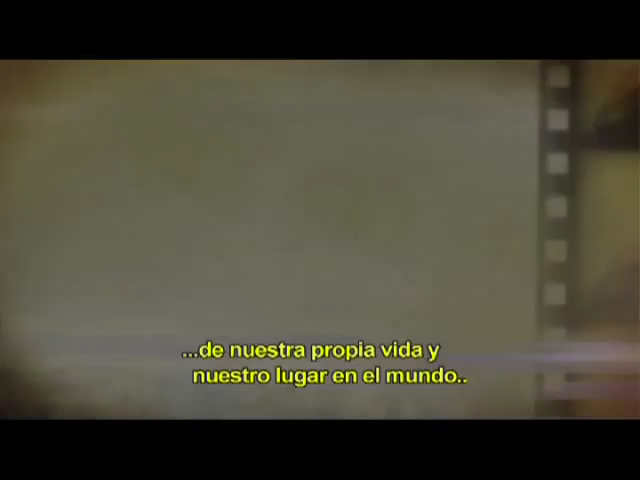 ...de nuestra propia vida y
nuestro lugar en el mundo..